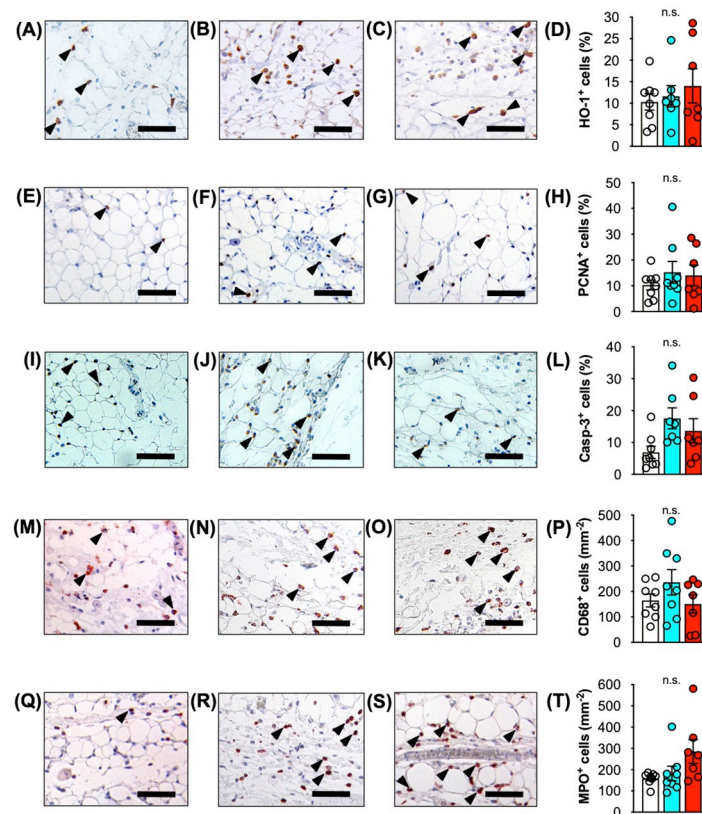 (A)
(B)
(C)
(D)
n.s.
HO-1⁺ cells (%)
30
25
20
15
10
5
0
(E)
(F)
(G)
(H)
n.s.
PCNA⁺ cells (%)
50
40
30
20
10
0
(I)
(J)
(K)
(L)
n.s.
Casp-3⁺ cells (%)
40
30
20
10
0
(M)
(N)
(O)
(P)
n.s.
CD68⁺ cells (mm⁻²)
500
400
300
200
100
0
(Q)
(R)
(S)
(T)
n.s.
MPO⁺ cells (mm⁻²)
600
500
400
300
200
100
0